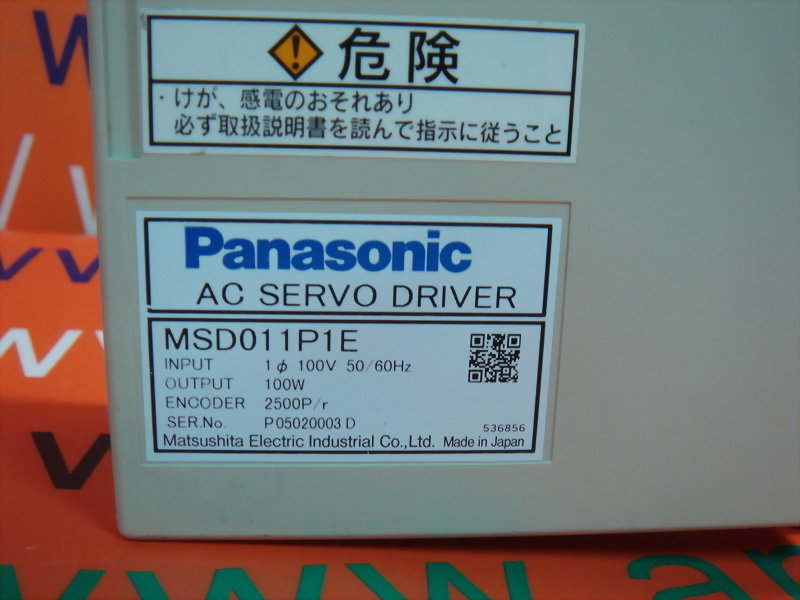 危険
・けが、感電のおそれあり
必ず取扱説明書を読んで指示に従うこと
Panasonic
AC SERVO DRIVER
MSD011P1E
INPUT 1ϕ 100V 50/60Hz
OUTPUT 100W
ENCODER 2500P/r
SER.No. P05020003D
536856
Matsushita Electric Industrial Co.,Ltd. Made in Japan